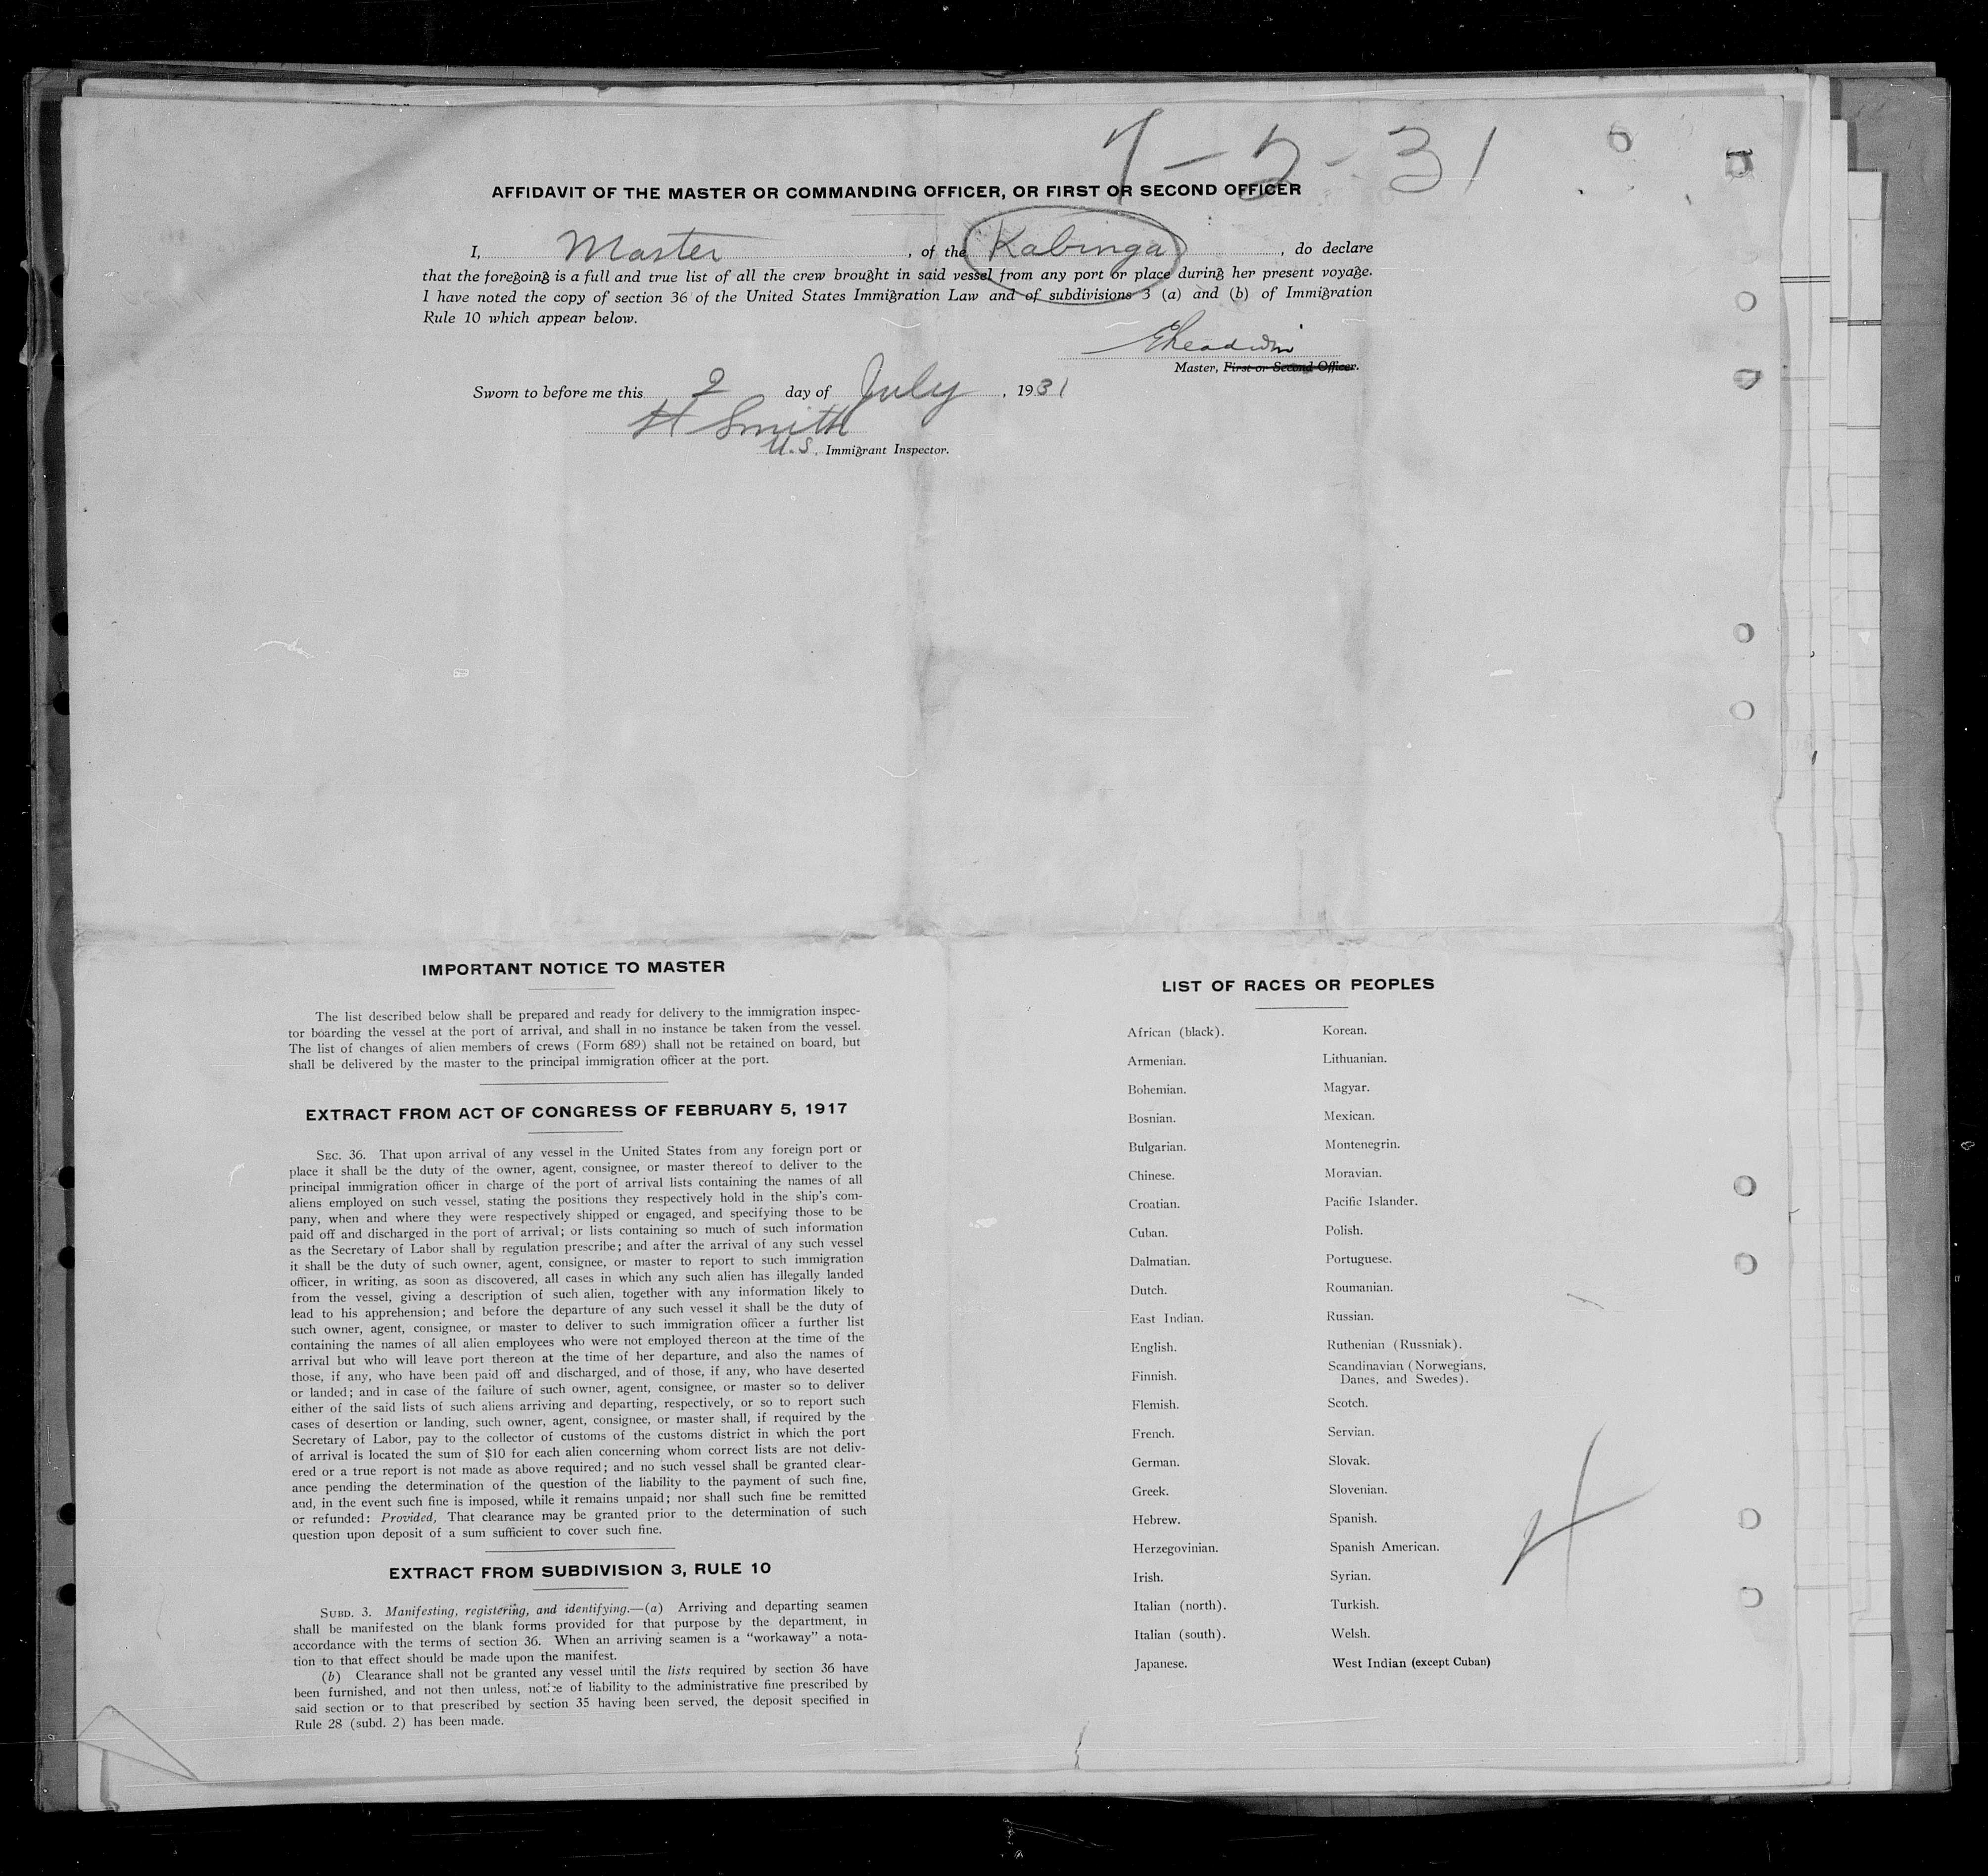 7-2-31
AFFIDAVIT OF THE MASTER OR COMMANDING OFFICER, OR FIRST OR SECOND OFFICER
I, Master, of the Kabinga, do declare
that the foregoing is a full and true list of all the crew brought in said vessel from any port or place during her present voyage.
I have noted the copy of section 36 of the United States Immigration Law and of subdivisions 3 (a) and (b) of Immigration
Rule 10 which appear below.
Master, First or Second Officer.
Sworn to before me this 2 day of July, 1931
H Smith
U.S. Immigrant Inspector.
IMPORTANT NOTICE TO MASTER
The list described below shall be prepared and ready for delivery to the immigration inspec-
tor boarding the vessel at the port of arrival, and shall in no instance be taken from the vessel.
The list of changes of alien members of crews (Form 689) shall not be retained on board, but
shall be delivered by the master to the principal immigration officer at the port.
EXTRACT FROM ACT OF CONGRESS OF FEBRUARY 5, 1917
SEC. 36. That upon arrival of any vessel in the United States from any foreign port or
place it shall be the duty of the owner, agent, consignee, or master thereof to deliver to the
principal immigration officer in charge of the port of arrival lists containing the names of all
aliens employed on such vessel, stating the positions they respectively hold in the ship's com-
pany, when and where they were respectively shipped or engaged, and specifying those to be
paid off and discharged in the port of arrival; or lists containing so much of such information
as the Secretary of Labor shall by regulation prescribe; and after the arrival of any such vessel
it shall be the duty of such owner, agent, consignee, or master to report to such immigration
officer, in writing, as soon as discovered, all cases in which any such alien has illegally landed
from the vessel, giving a description of such alien, together with any information likely to
lead to his apprehension; and before the departure of any such vessel it shall be the duty of
such owner, agent, consignee, or master to deliver to such immigration officer a further list
containing the names of all alien employees who were not employed thereon at the time of the
arrival but who will leave port thereon at the time of her departure, and also the names of
those, if any, who have been paid off and discharged, and of those, if any, who have deserted
or landed; and in case of the failure of such owner, agent, consignee, or master so to deliver
either of the said lists of such aliens arriving and departing, respectively, or so to report such
cases of desertion or landing, such owner, agent, consignee, or master shall, if required by the
Secretary of Labor, pay to the collector of customs of the customs district in which the port
of arrival is located the sum of $10 for each alien concerning whom correct lists are not deliv-
ered or a true report is not made as above required; and no such vessel shall be granted clear-
ance pending the determination of the question of the liability to the payment of such fine,
and, in the event such fine is imposed, while it remains unpaid; nor shall such fine be remitted
or refunded: Provided, That clearance may be granted prior to the determination of such
question upon deposit of a sum sufficient to cover such fine.
EXTRACT FROM SUBDIVISION 3, RULE 10
SUBD. 3. Manifesting, registering, and identifying.—(a) Arriving and departing seamen
shall be manifested on the blank forms provided for that purpose by the department, in
accordance with the terms of section 36. When an arriving seamen is a "workaway" a nota-
tion to that effect should be made upon the manifest.
(b) Clearance shall not be granted any vessel until the lists required by section 36 have
been furnished, and not then unless, notice of liability to the administrative fine prescribed by
said section or to that prescribed by section 35 having been served, the deposit specified in
Rule 28 (subd. 2) has been made.
LIST OF RACES OR PEOPLES
African (black).
Armenian.
Bohemian.
Bosnian.
Bulgarian.
Chinese.
Croatian.
Cuban.
Dalmatian.
Dutch.
East Indian.
English.
Finnish.
Flemish.
French.
German.
Greek.
Hebrew.
Herzegovinian.
Irish.
Italian (north).
Italian (south).
Japanese.
Korean.
Lithuanian.
Magyar.
Mexican.
Montenegrin.
Moravian.
Pacific Islander.
Polish.
Portuguese.
Roumanian.
Russian.
Ruthenian (Russniak).
Scandinavian (Norwegians,
Danes, and Swedes).
Scotch.
Servian.
Slovak.
Slovenian.
Spanish.
Spanish American.
Syrian.
Turkish.
Welsh.
West Indian (except Cuban)